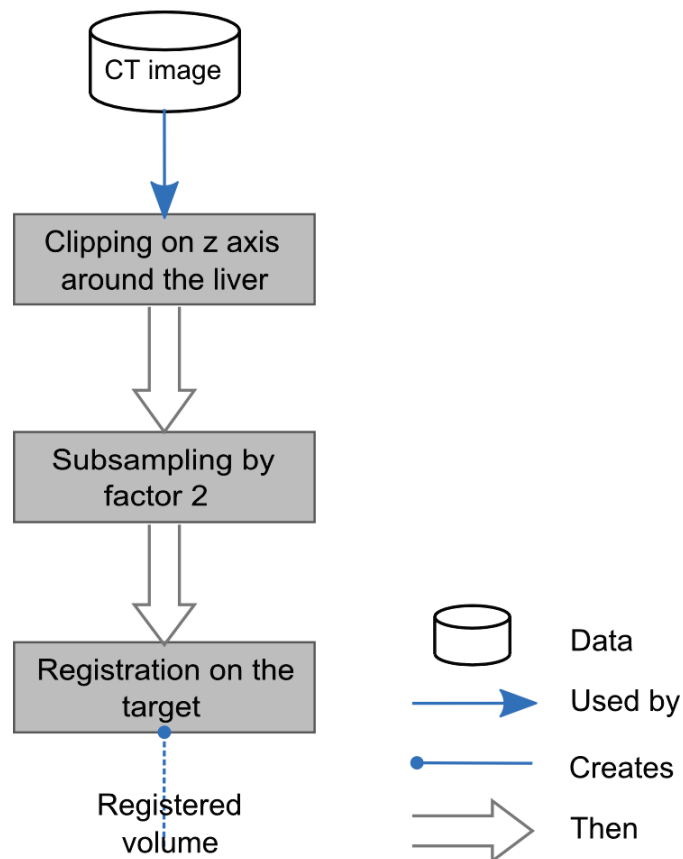 CT image
Clipping on z axis
around the liver
Subsampling by
factor 2
Registration on the
target
Registered
volume
Data
Used by
Creates
Then